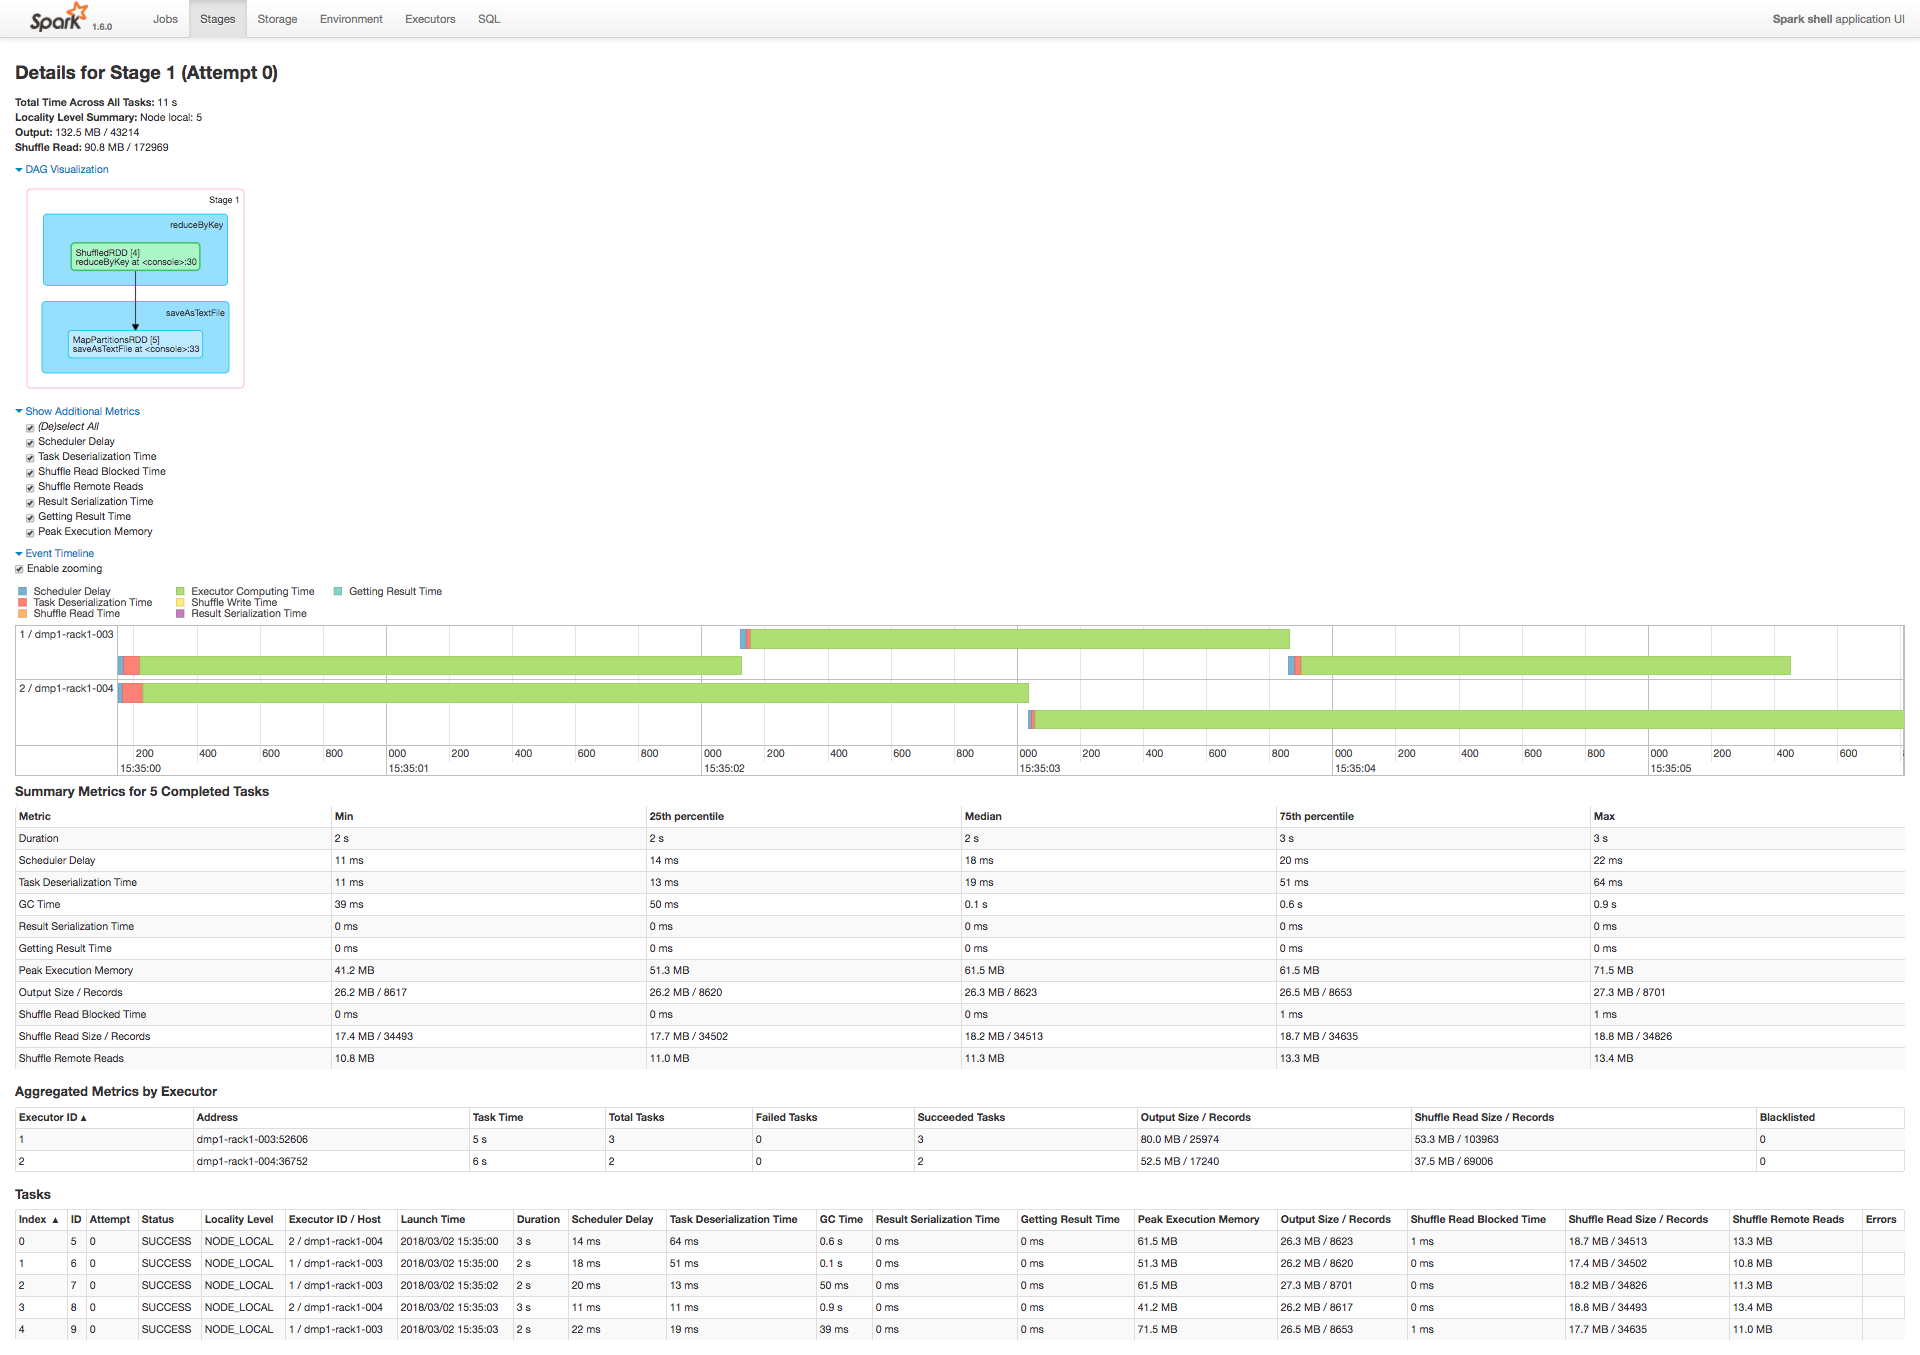 Spark 1.6.0 Jobs Stages Storage Environment Executors SQL Spark shell application UI
Details for Stage 1 (Attempt 0)
Total Time Across All Tasks: 11 s
Locality Level Summary: Node local: 5
Output: 132.5 MB / 43214
Shuffle Read: 90.8 MB / 172969
DAG Visualization
Stage 1
reduceByKey
ShuffledRDD [4]
reduceByKey at <console>:30
saveAsTextFile
MapPartitionsRDD [5]
saveAsTextFile at <console>:33
Show Additional Metrics
(De)select All
Scheduler Delay
Task Deserialization Time
Shuffle Read Blocked Time
Shuffle Remote Reads
Result Serialization Time
Getting Result Time
Peak Execution Memory
Event Timeline
Enable zooming
Scheduler Delay Executor Computing Time Getting Result Time
Task Deserialization Time Shuffle Write Time
Shuffle Read Time Result Serialization Time
1 / dmp1-rack1-003
2 / dmp1-rack1-004
200 400 600 800 000 200 400 600 800 000 200 400 600 800 000 200 400 600 800 000 200 400 600 800 000 200 400 600
15:35:00 15:35:01 15:35:02 15:35:03 15:35:04 15:35:05
Summary Metrics for 5 Completed Tasks
Metric Min 25th percentile Median 75th percentile Max
Duration 2 s 2 s 2 s 3 s 3 s
Scheduler Delay 11 ms 14 ms 18 ms 20 ms 22 ms
Task Deserialization Time 11 ms 13 ms 19 ms 51 ms 64 ms
GC Time 39 ms 50 ms 0.1 s 0.6 s 0.9 s
Result Serialization Time 0 ms 0 ms 0 ms 0 ms 0 ms
Getting Result Time 0 ms 0 ms 0 ms 0 ms 0 ms
Peak Execution Memory 41.2 MB 51.3 MB 61.5 MB 61.5 MB 71.5 MB
Output Size / Records 26.2 MB / 8617 26.2 MB / 8620 26.3 MB / 8623 26.5 MB / 8653 27.3 MB / 8701
Shuffle Read Blocked Time 0 ms 0 ms 0 ms 1 ms 1 ms
Shuffle Read Size / Records 17.4 MB / 34493 17.7 MB / 34502 18.2 MB / 34513 18.7 MB / 34635 18.8 MB / 34826
Shuffle Remote Reads 10.8 MB 11.0 MB 11.3 MB 13.3 MB 13.4 MB
Aggregated Metrics by Executor
Executor ID ▴ Address Task Time Total Tasks Failed Tasks Succeeded Tasks Output Size / Records Shuffle Read Size / Records Blacklisted
1 dmp1-rack1-003:52606 5 s 3 0 3 80.0 MB / 25974 53.3 MB / 103963 0
2 dmp1-rack1-004:36752 6 s 2 0 2 52.5 MB / 17240 37.5 MB / 69006 0
Tasks
Index ▴ ID Attempt Status Locality Level Executor ID / Host Launch Time Duration Scheduler Delay Task Deserialization Time GC Time Result Serialization Time Getting Result Time Peak Execution Memory Output Size / Records Shuffle Read Blocked Time Shuffle Read Size / Records Shuffle Remote Reads Errors
0 5 0 SUCCESS NODE_LOCAL 2 / dmp1-rack1-004 2018/03/02 15:35:00 3 s 14 ms 64 ms 0.6 s 0 ms 0 ms 61.5 MB 26.3 MB / 8623 1 ms 18.7 MB / 34513 13.3 MB
1 6 0 SUCCESS NODE_LOCAL 1 / dmp1-rack1-003 2018/03/02 15:35:00 2 s 18 ms 51 ms 0.1 s 0 ms 0 ms 51.3 MB 26.2 MB / 8620 0 ms 17.4 MB / 34502 10.8 MB
2 7 0 SUCCESS NODE_LOCAL 1 / dmp1-rack1-003 2018/03/02 15:35:02 2 s 20 ms 13 ms 50 ms 0 ms 0 ms 61.5 MB 27.3 MB / 8701 0 ms 18.2 MB / 34826 11.3 MB
3 8 0 SUCCESS NODE_LOCAL 2 / dmp1-rack1-004 2018/03/02 15:35:03 3 s 11 ms 11 ms 0.9 s 0 ms 0 ms 41.2 MB 26.2 MB / 8617 0 ms 18.8 MB / 34493 13.4 MB
4 9 0 SUCCESS NODE_LOCAL 1 / dmp1-rack1-003 2018/03/02 15:35:03 2 s 22 ms 19 ms 39 ms 0 ms 0 ms 71.5 MB 26.5 MB / 8653 1 ms 17.7 MB / 34635 11.0 MB